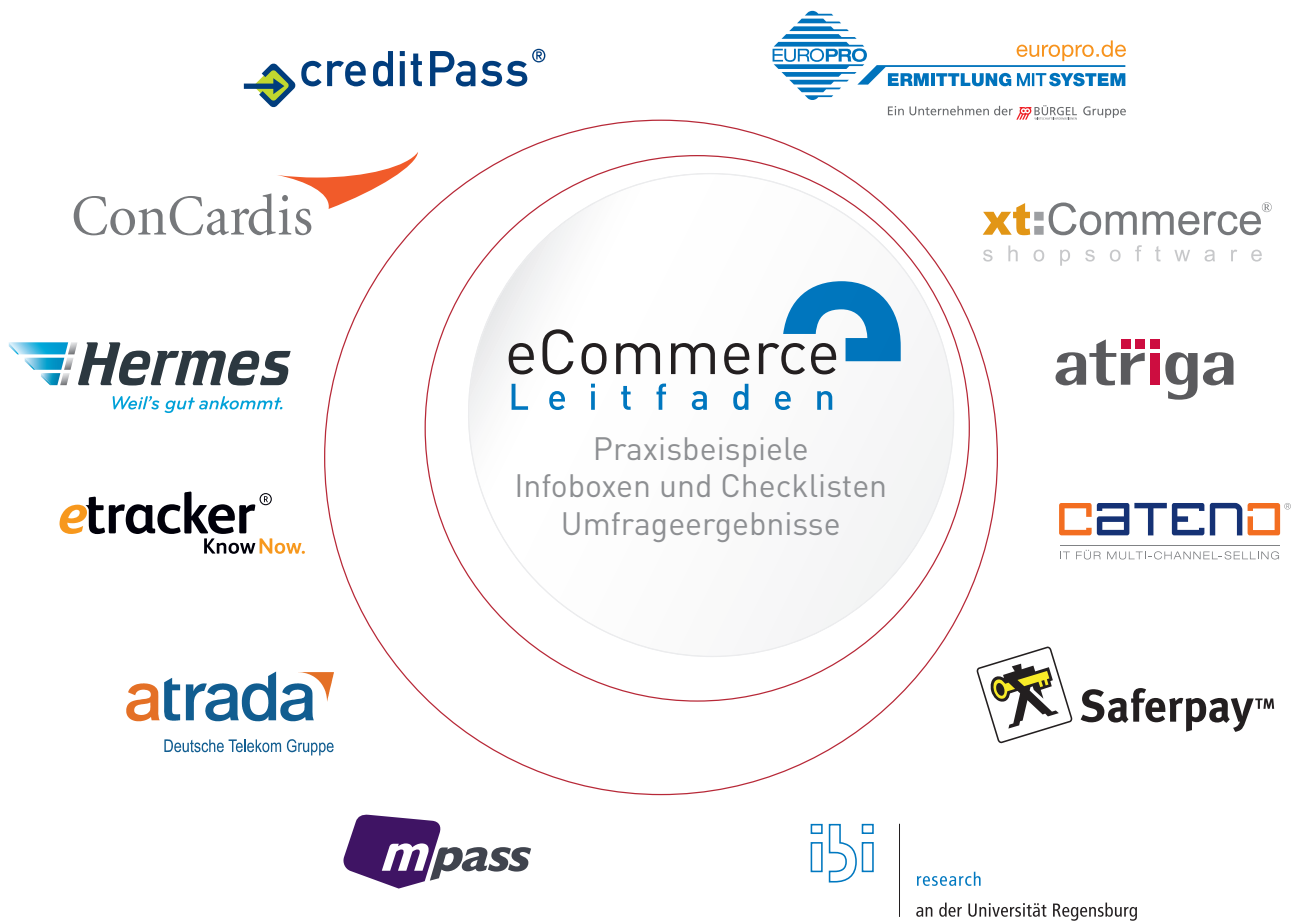 creditPass®
EUROPRO
europro.de
ERMITTLUNG MIT SYSTEM
Ein Unternehmen der BÜRGEL Gruppe
ConCardis
xt:Commerce®
shopsoftware
Hermes
Weil's gut ankommt.
eCommerce
Leitfaden
Praxisbeispiele
Infoboxen und Checklisten
Umfrageergebnisse
atriga
etracker®
Know Now.
CATENO®
IT FÜR MULTI-CHANNEL-SELLING
atrada
Deutsche Telekom Gruppe
Saferpay™
mpass
ibi
research
an der Universität Regensburg